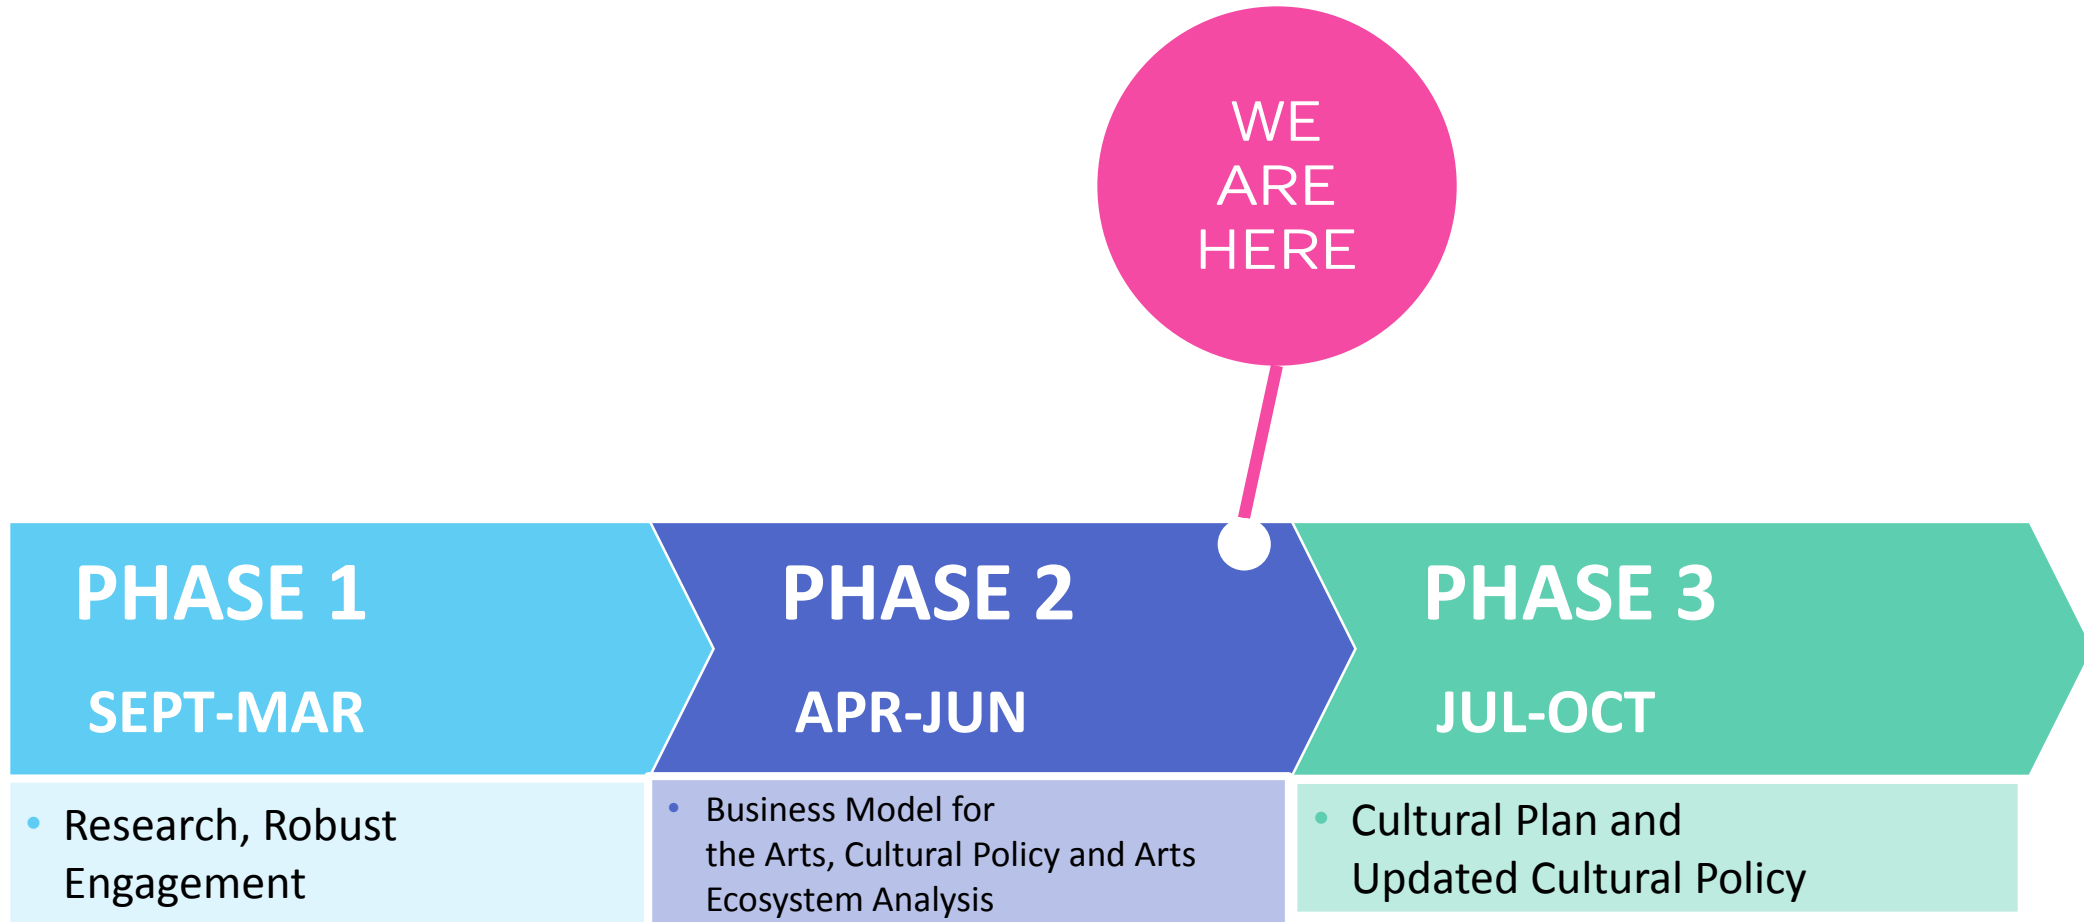 WE
ARE
HERE
PHASE 1
SEPT-MAR
• Research, Robust
Engagement
PHASE 2
APR-JUN
• Business Model for
the Arts, Cultural Policy and Arts
Ecosystem Analysis
PHASE 3
JUL-OCT
• Cultural Plan and
Updated Cultural Policy